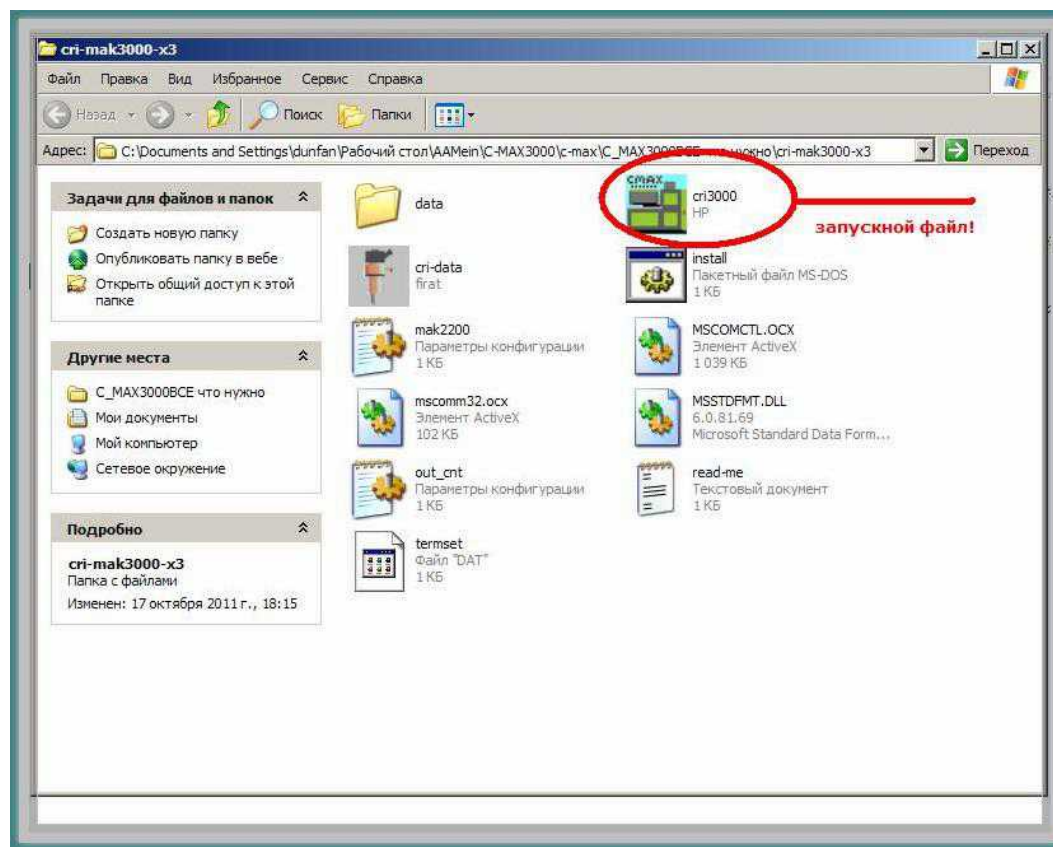 cri-mak3000-x3
Файл Правка Вид Избранное Сервис Справка
Назад Поиск Папки
Адрес: C:\Documents and Settings\dunfan\Рабочий стол\AAMein\C-MAX3000\c-max\C_MAX3000ВСЕ что нужно\cri-mak3000-x3 Переход
Задачи для файлов и папок
Создать новую папку
Опубликовать папку в вебе
Открыть общий доступ к этой
папке
Другие места
C_MAX3000ВСЕ что нужно
Мои документы
Мой компьютер
Сетевое окружение
Подробно
cri-mak3000-x3
Папка с файлами
Изменен: 17 октября 2011 г., 18:15
data
CMAX
cri3000
HP
запускной файл!
cri-data
firat
install
Пакетный файл MS-DOS
1 КБ
mak2200
Параметры конфигурации
1 КБ
MSCOMCTL.OCX
Элемент ActiveX
1 039 КБ
mscomm32.ocx
Элемент ActiveX
102 КБ
MSSTDFMT.DLL
6.0.81.69
Microsoft Standard Data Form...
out_cnt
Параметры конфигурации
1 КБ
read-me
Текстовый документ
1 КБ
termset
Файл "DAT"
1 КБ